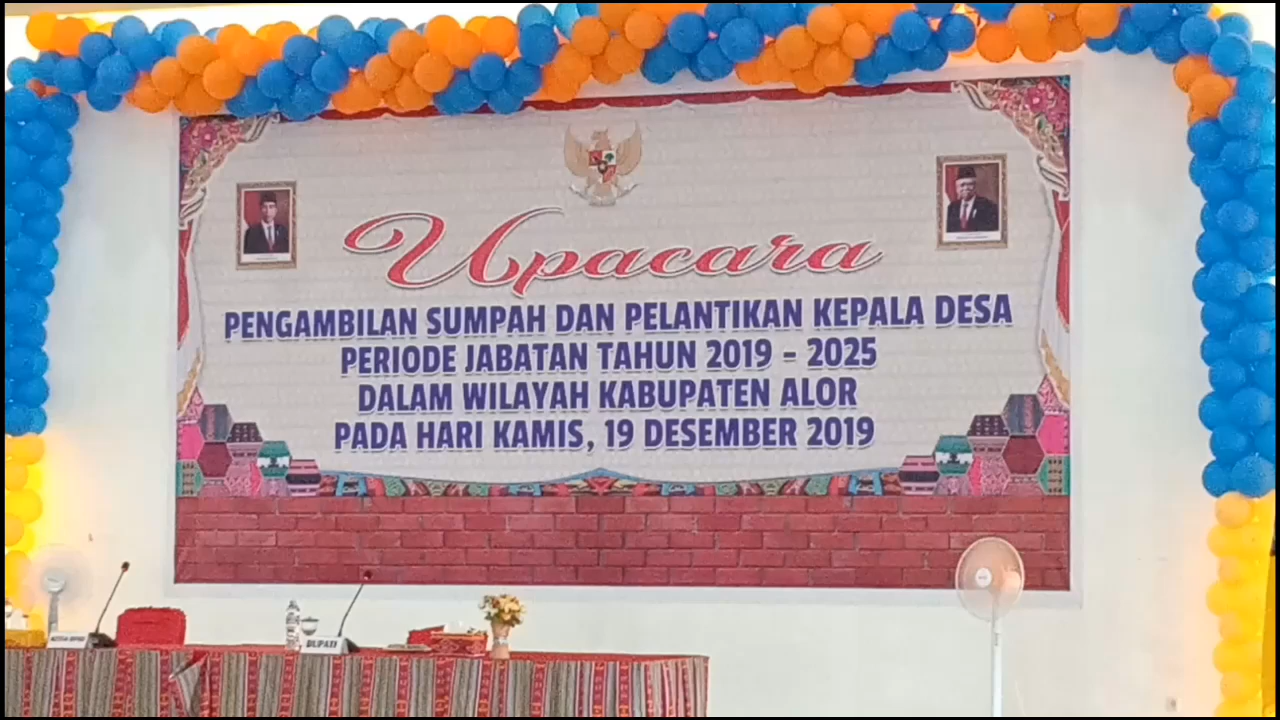 Upacara
PENGAMBILAN SUMPAH DAN PELANTIKAN KEPALA DESA
PERIODE JABATAN TAHUN 2019 - 2025
DALAM WILAYAH KABUPATEN ALOR
PADA HARI KAMIS, 19 DESEMBER 2019
BUPATI